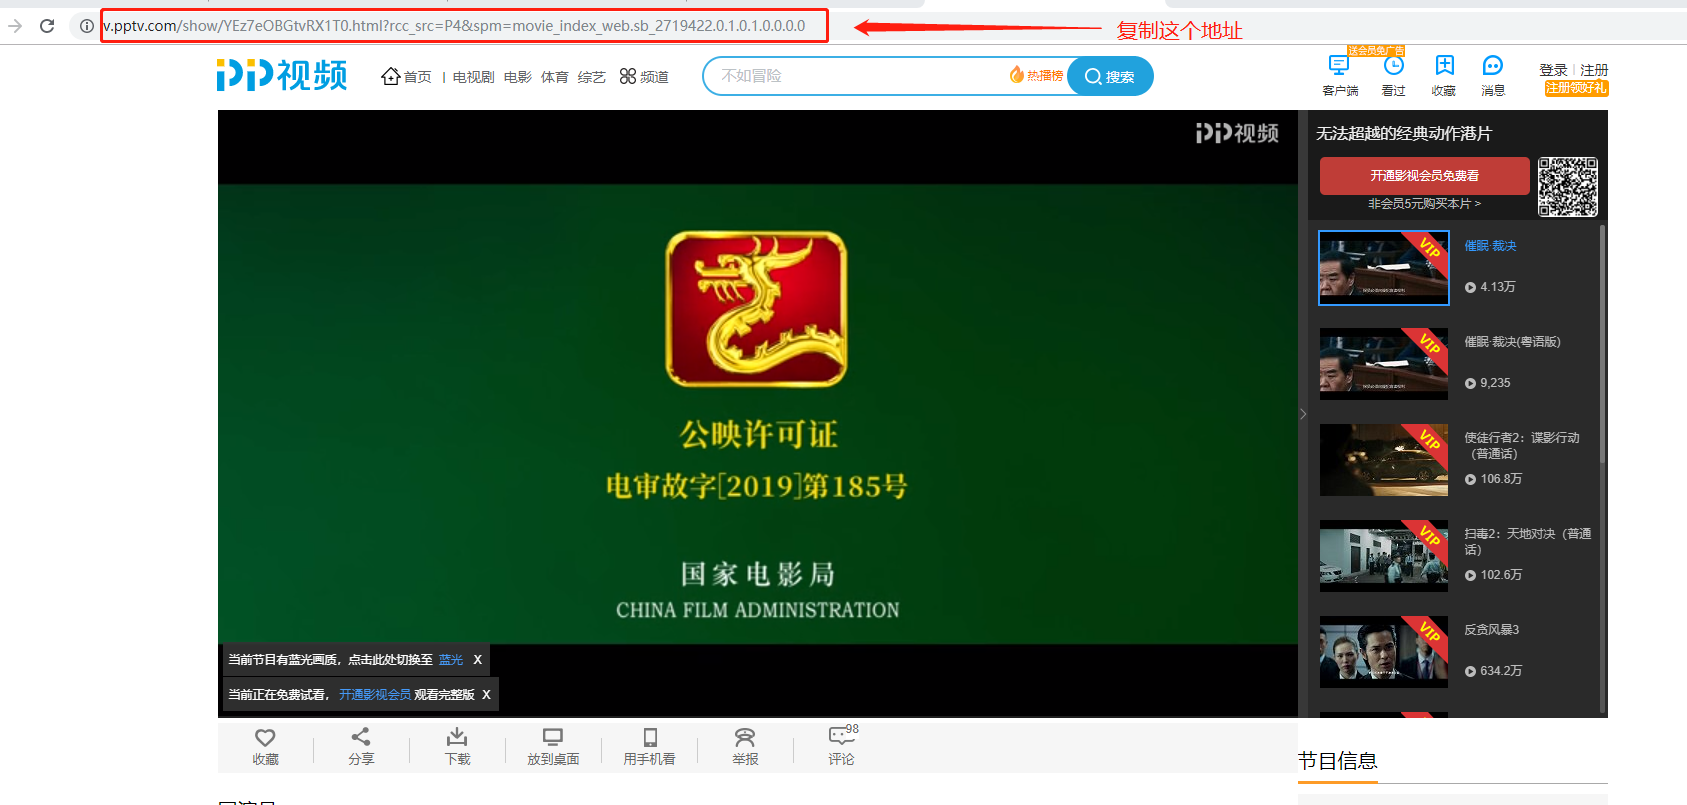 v.pptv.com/show/YEz7eOBGtvRX1T0.html?rcc_src=P4&spm=movie_index_web.sb_2719422.0.1.0.1.0.0.0.0
复制这个地址
PP视频
首页 | 电视剧 电影 体育 综艺 频道
不如冒险
热播榜
搜索
送会员免广告
客户端 看过 收藏 消息
登录 | 注册
注册领好礼
PP视频
公映许可证
电审故字[2019]第185号
国家电影局
CHINA FILM ADMINISTRATION
当前节目有蓝光画质，点击此处切换至 蓝光 X
当前正在免费试看，开通影视会员 观看完整版 X
无法超越的经典动作港片
开通影视会员免费看
非会员5元购买本片 >
VIP
催眠·裁决
4.13万
VIP
催眠·裁决(粤语版)
9,235
VIP
使徒行者2：谍影行动
（普通话）
106.8万
VIP
扫毒2：天地对决（普通
话）
102.6万
VIP
反贪风暴3
634.2万
收藏 分享 下载 放到桌面 用手机看 举报 评论
98
节目信息